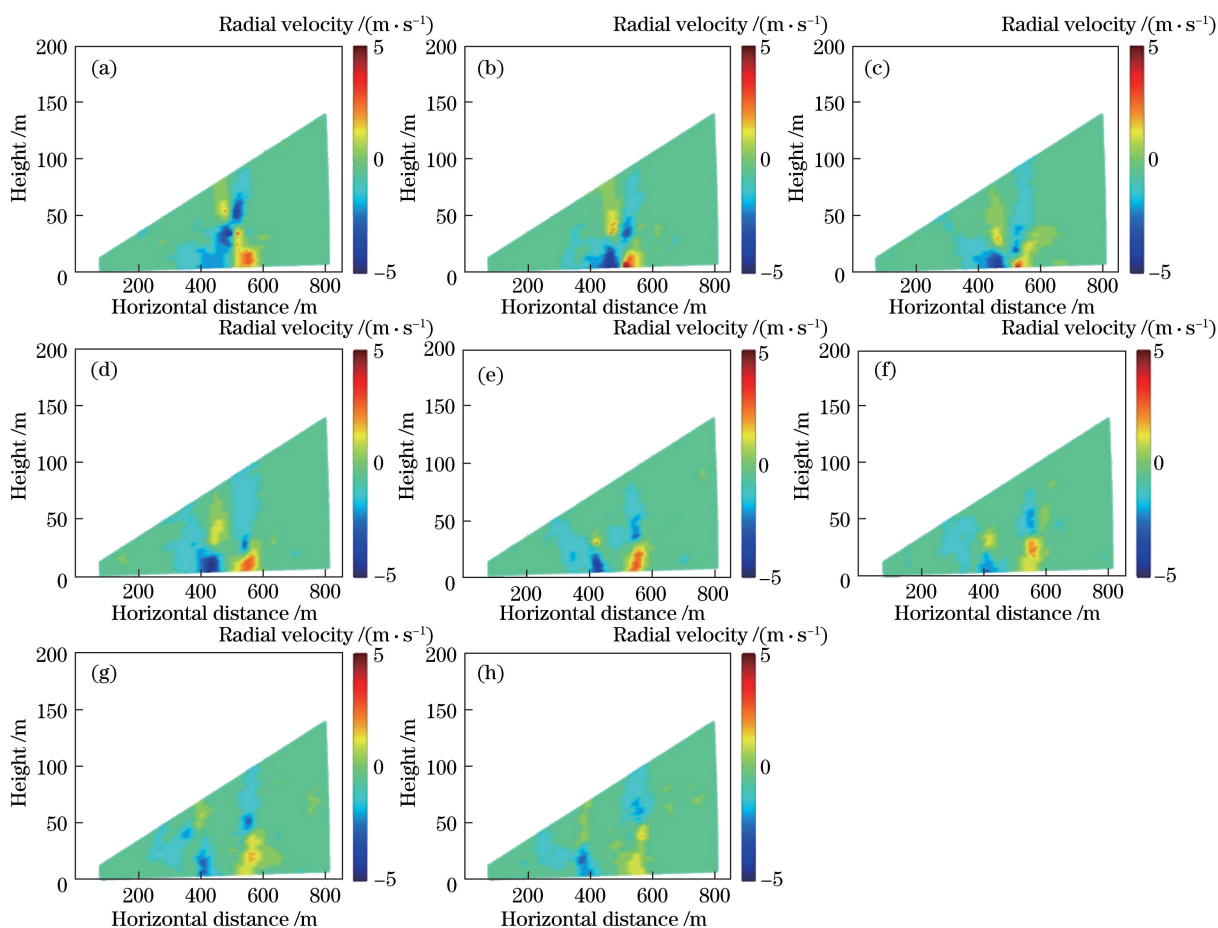 Radial velocity /(m · s⁻¹) Radial velocity /(m · s⁻¹) Radial velocity /(m · s⁻¹)
200 5 200 5 200 5
(a) (b) (c)
150 150 150
100 0 100 0 100 0
50 50 50
0 −5 0 −5 0 −5
200 400 600 800 200 400 600 800 200 400 600 800
Height /m Height /m Height /m
Horizontal distance /m Horizontal distance /m Horizontal distance /m
Radial velocity /(m · s⁻¹) Radial velocity /(m · s⁻¹) Radial velocity /(m · s⁻¹)
200 5 200 5 200 5
(d) (e) (f)
150 150 150
100 0 100 0 100 0
50 50 50
0 −5 0 −5 0 −5
200 400 600 800 200 400 600 800 200 400 600 800
Height /m Height /m Height /m
Horizontal distance /m Horizontal distance /m Horizontal distance /m
Radial velocity /(m · s⁻¹) Radial velocity /(m · s⁻¹)
200 5 200 5
(g) (h)
150 150
100 0 100 0
50 50
0 −5 0 −5
200 400 600 800 200 400 600 800
Height /m Height /m
Horizontal distance /m Horizontal distance /m